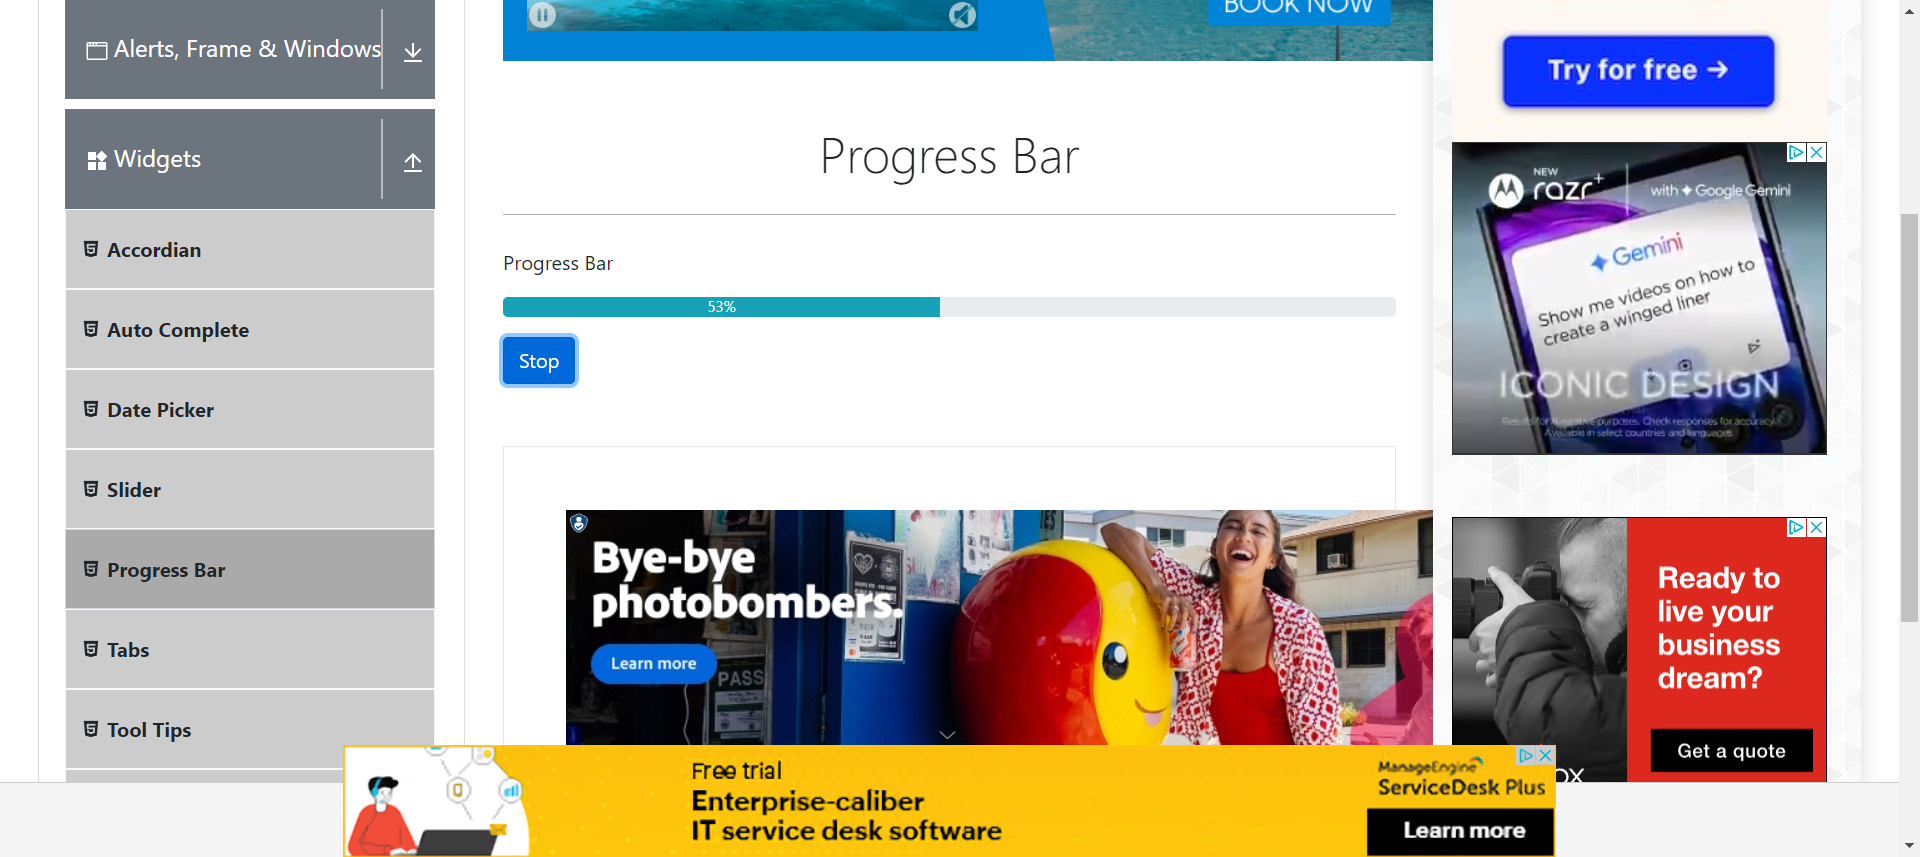 BOOK NOW
Alerts, Frame & Windows
Widgets
Accordian
Auto Complete
Date Picker
Slider
Progress Bar
Tabs
Tool Tips
Progress Bar
Progress Bar
53%
Stop
Bye-bye
photobombers.
Learn more
PASS
Try for free →
NEW
razr+
with Google Gemini
Gemini
Show me videos on how to
create a winged liner
ICONIC DESIGN
Results for illustrative purposes. Check responses for accuracy.
Available in select countries and languages.
Ready to
live your
business
dream?
Get a quote
OX
Free trial
Enterprise-caliber
IT service desk software
ManageEngine
ServiceDesk Plus
Learn more